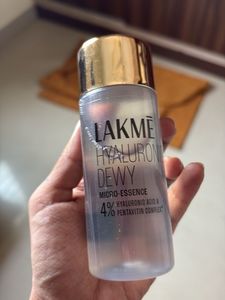 LAKMĒ
HYALURON
DEWY
MICRO-ESSENCE
4% HYALURONIC ACID &
PENTAVITIN COMPLEX*